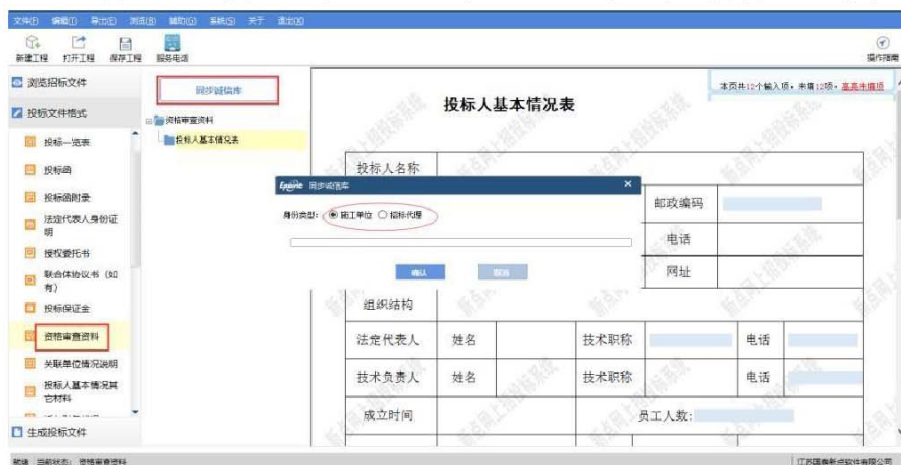 文件(F) 编辑(I) 导出(E) 浏览(B) 辅助(G) 系统(S) 关于 退出(X)
新建工程 打开工程 保存工程 服务电话 操作指南
浏览招标文件
同步诚信库
本页共12个输入项，未填12项，高亮未填项
投标人基本情况表
投标文件格式
资格审查资料
投标人基本情况表
投标一览表
投标函
投标函附录
法定代表人身份证
明
授权委托书
联合体协议书（如
有）
投标保证金
资格审查资料
关联单位情况说明
投标人基本情况其
它材料
生成投标文件
投标人名称
Epoint 同步诚信库 ×
身份类型： 施工单位 招标代理
确认 取消
邮政编码
电话
网址
组织结构
法定代表人 姓名 技术职称 电话
技术负责人 姓名 技术职称 电话
成立时间 员工人数：
新点网上招投标系统
就绪 当前状态：资格审查资料 江苏国泰新点软件有限公司